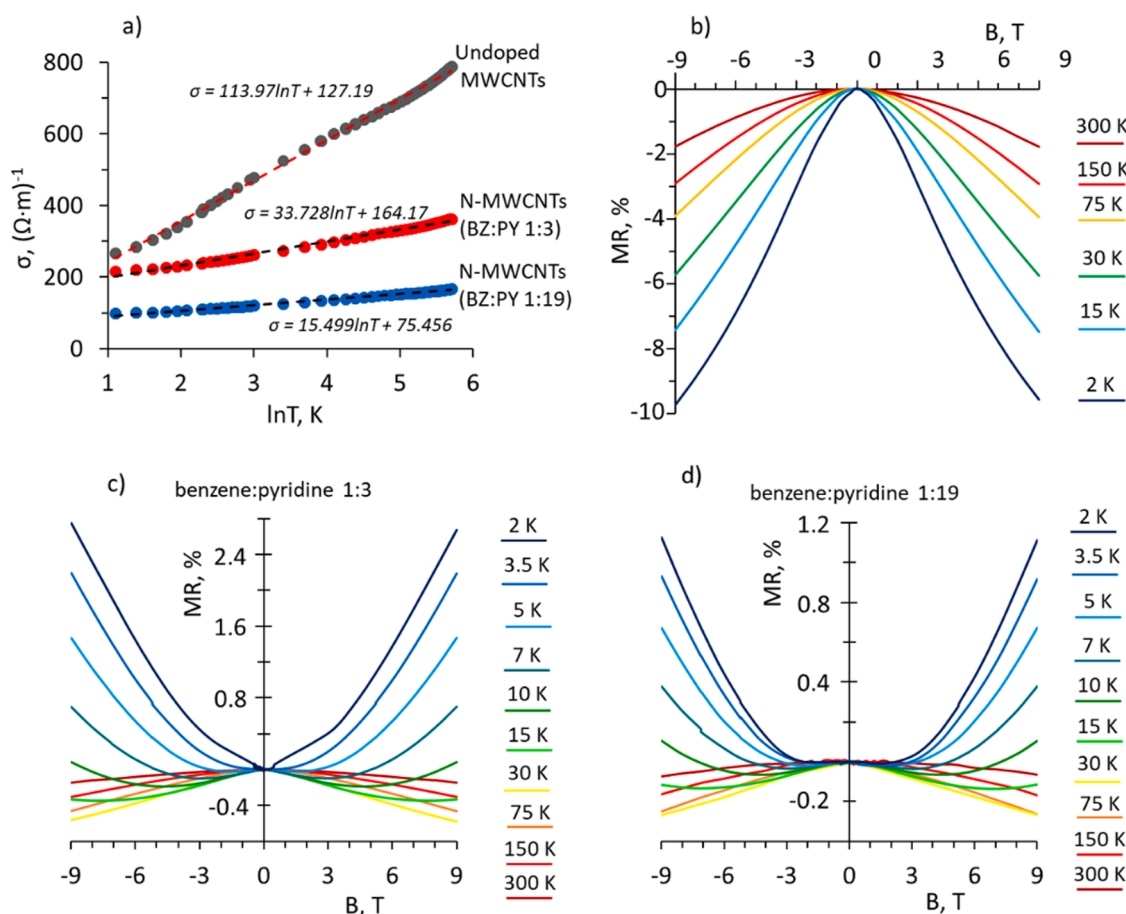 a)
800
600
400
200
0
σ, (Ω·m)⁻¹
Undoped
MWCNTs
σ = 113.97lnT + 127.19
N-MWCNTs
(BZ:PY 1:3)
σ = 33.728lnT + 164.17
N-MWCNTs
(BZ:PY 1:19)
σ = 15.499lnT + 75.456
1 2 3 4 5 6
lnT, K
b)
B, T
-9 -6 -3 0 3 6 9
0
-2
-4
-6
-8
-10
MR, %
300 K
150 K
75 K
30 K
15 K
2 K
c)
benzene:pyridine 1:3
MR, %
2.4
1.6
0.8
-0.4
-9 -6 -3 0 3 6 9
B, T
2 K
3.5 K
5 K
7 K
10 K
15 K
30 K
75 K
150 K
300 K
d)
benzene:pyridine 1:19
MR, %
1.2
0.8
0.4
-0.2
-9 -6 -3 0 3 6 9
B, T
2 K
3.5 K
5 K
7 K
10 K
15 K
30 K
75 K
150 K
300 K